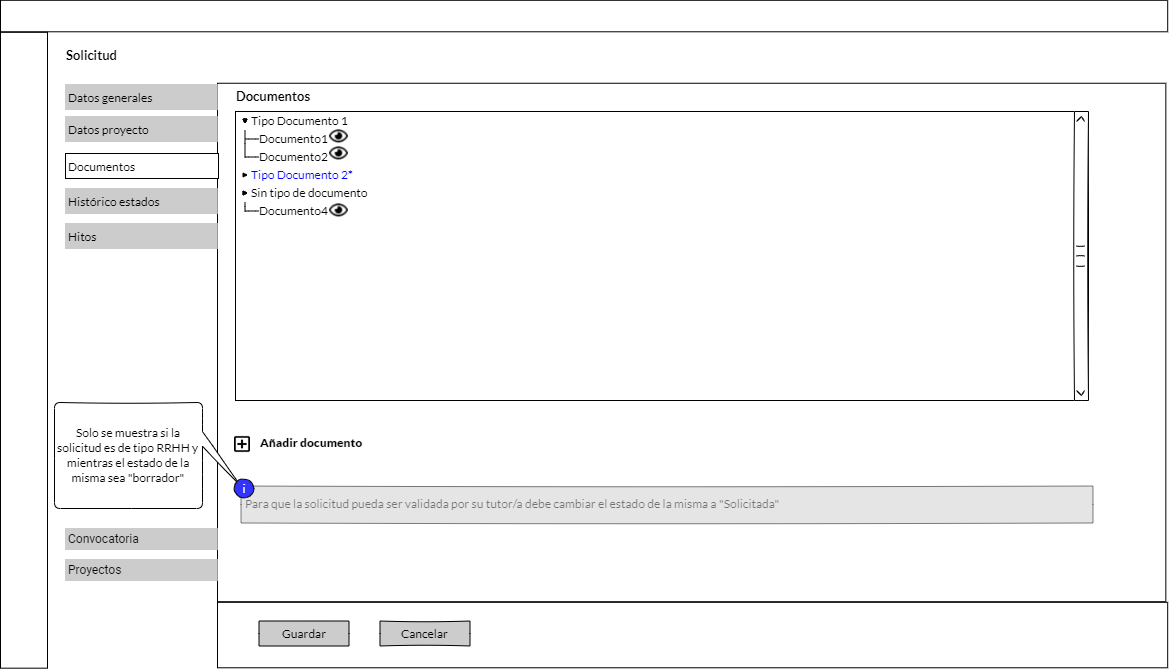 Solicitud
Datos generales
Datos proyecto
Documentos
Histórico estados
Hitos
Documentos
Tipo Documento 1
Documento1
Documento2
Tipo Documento 2*
Sin tipo de documento
Documento4
Añadir documento
Solo se muestra si la
solicitud es de tipo RRHH y
mientras el estado de la
misma sea "borrador"
i
Para que la solicitud pueda ser validada por su tutor/a debe cambiar el estado de la misma a "Solicitada"
Convocatoria
Proyectos
Guardar
Cancelar